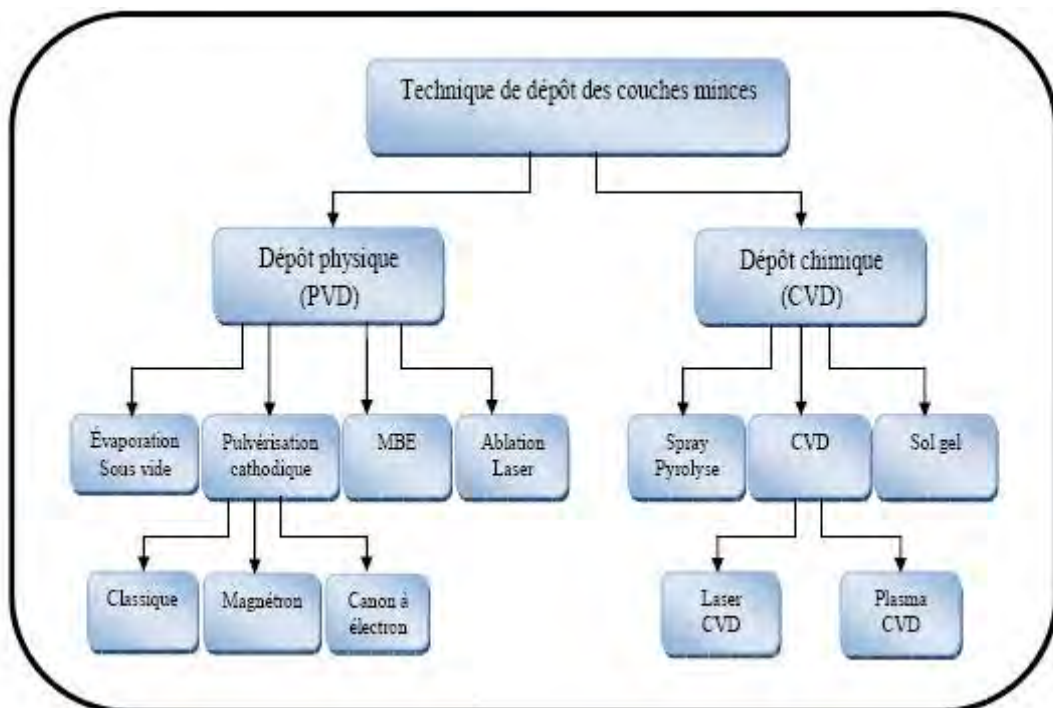 Technique de dépôt des couches minces
Dépôt physique
(PVD)
Dépôt chimique
(CVD)
Évaporation
Sous vide
Pulvérisation
cathodique
MBE
Ablation
Laser
Spray
Pyrolyse
CVD
Sol gel
Classique
Magnétron
Canon à
électron
Laser
CVD
Plasma
CVD